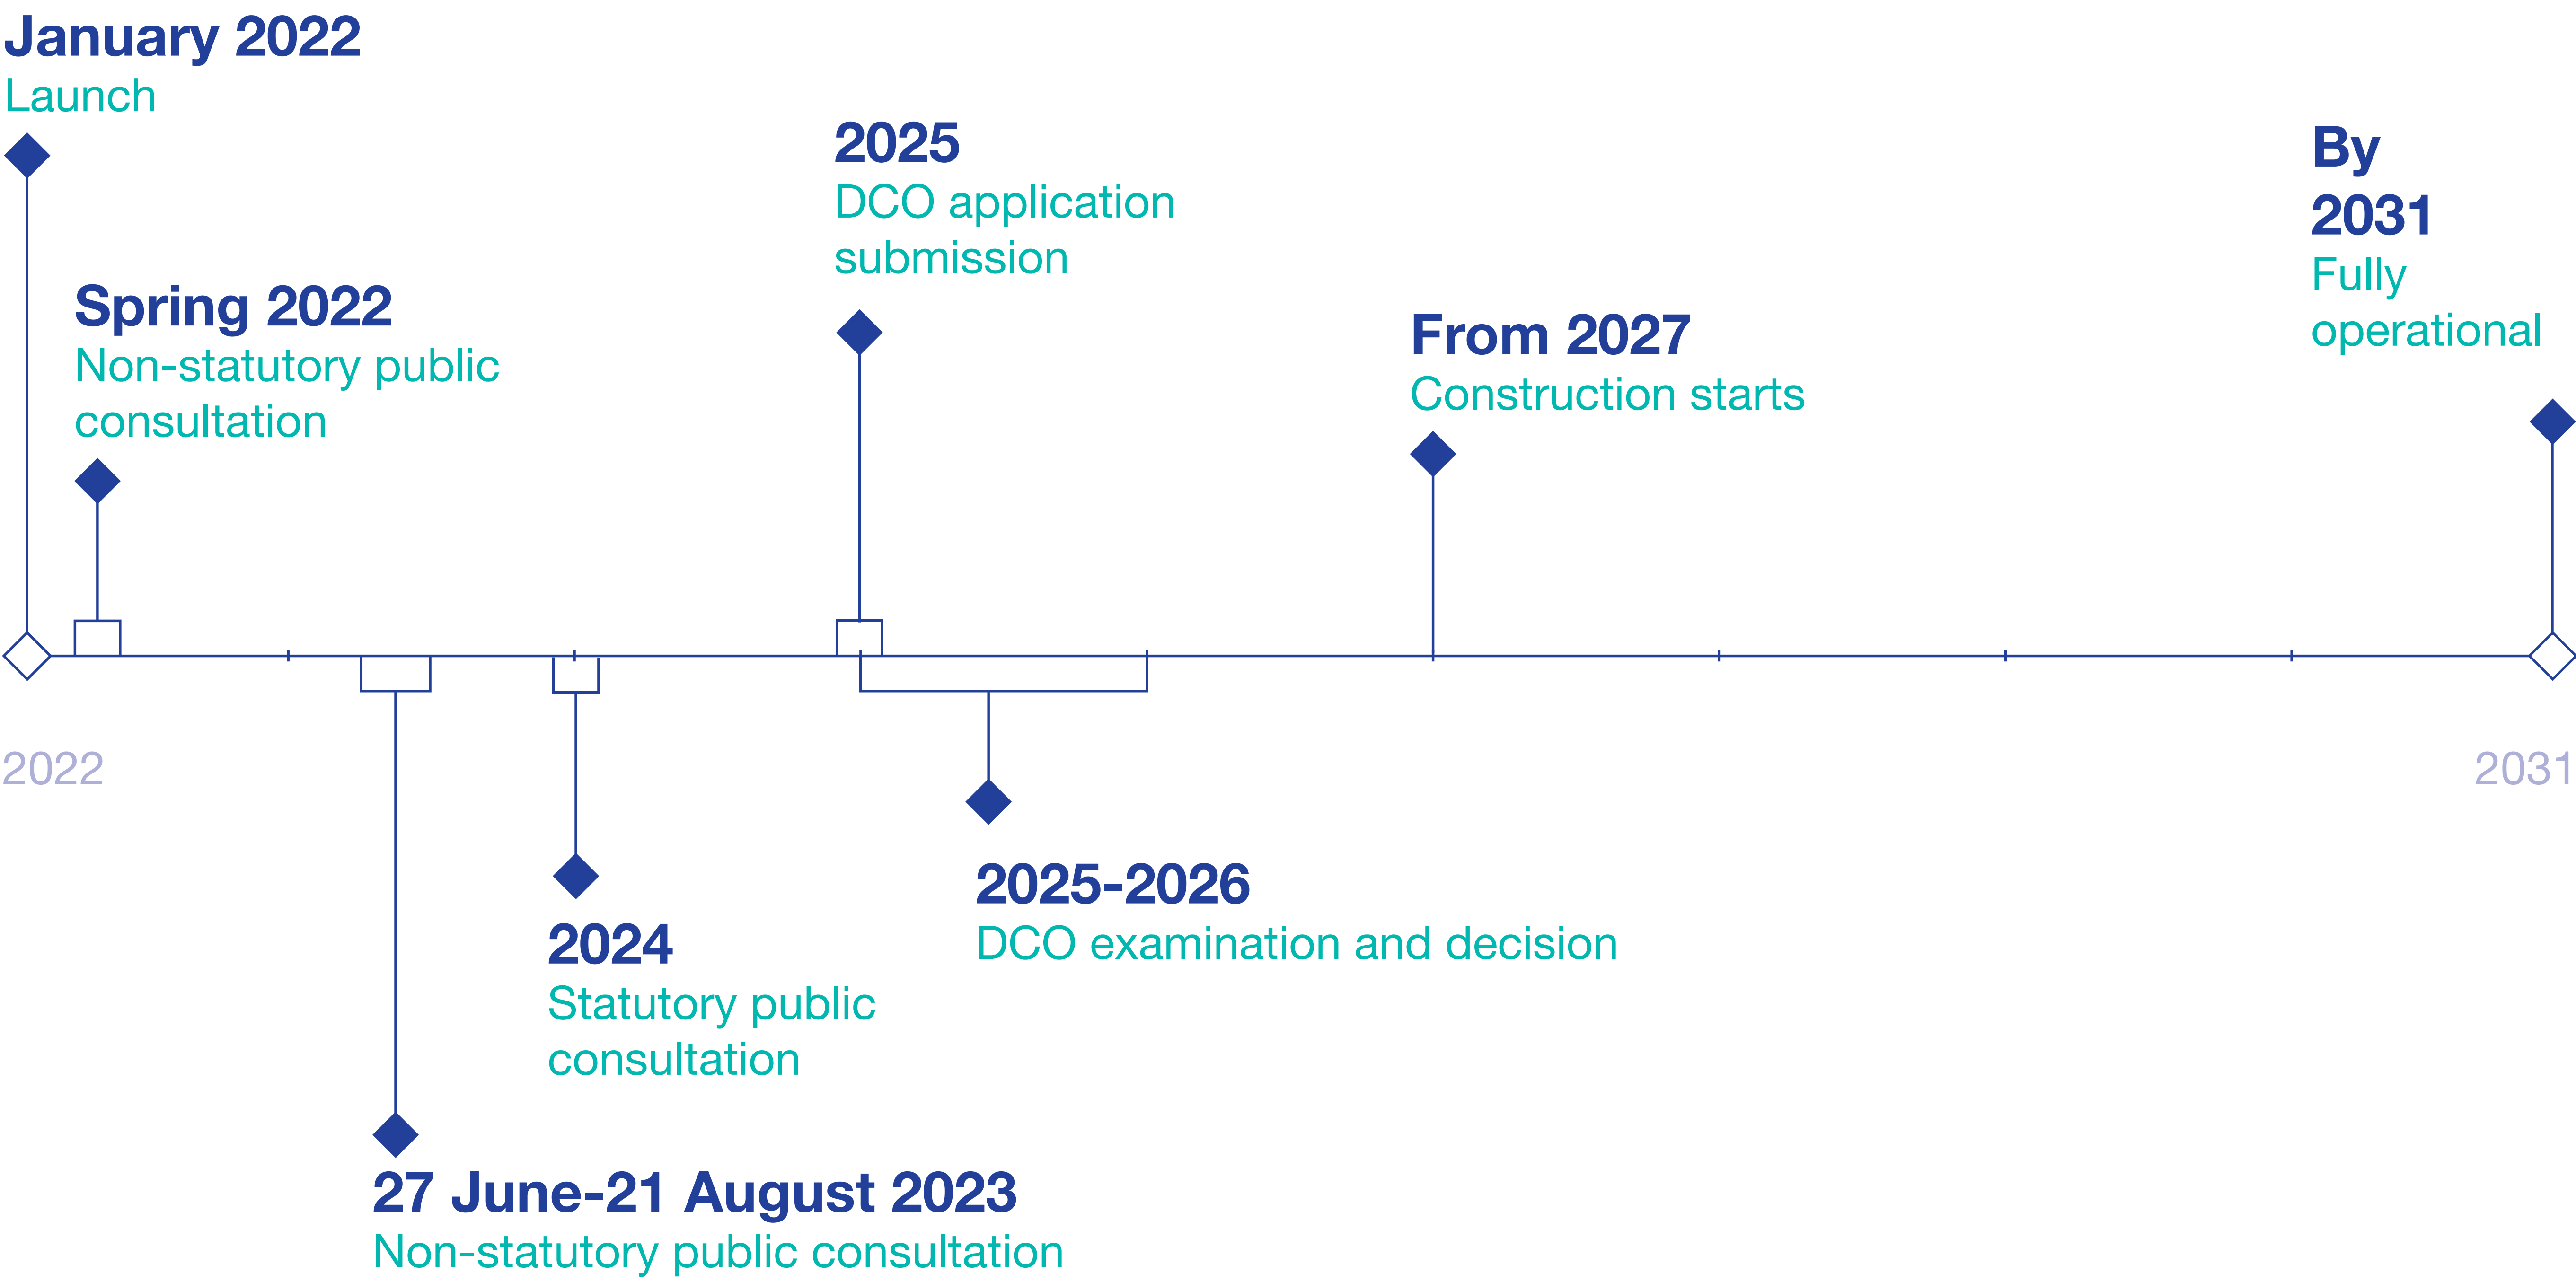 January 2022
Launch
Spring 2022
Non-statutory public
consultation
2025
DCO application
submission
From 2027
Construction starts
By
2031
Fully
operational
2022
2031
2025-2026
DCO examination and decision
2024
Statutory public
consultation
27 June-21 August 2023
Non-statutory public consultation